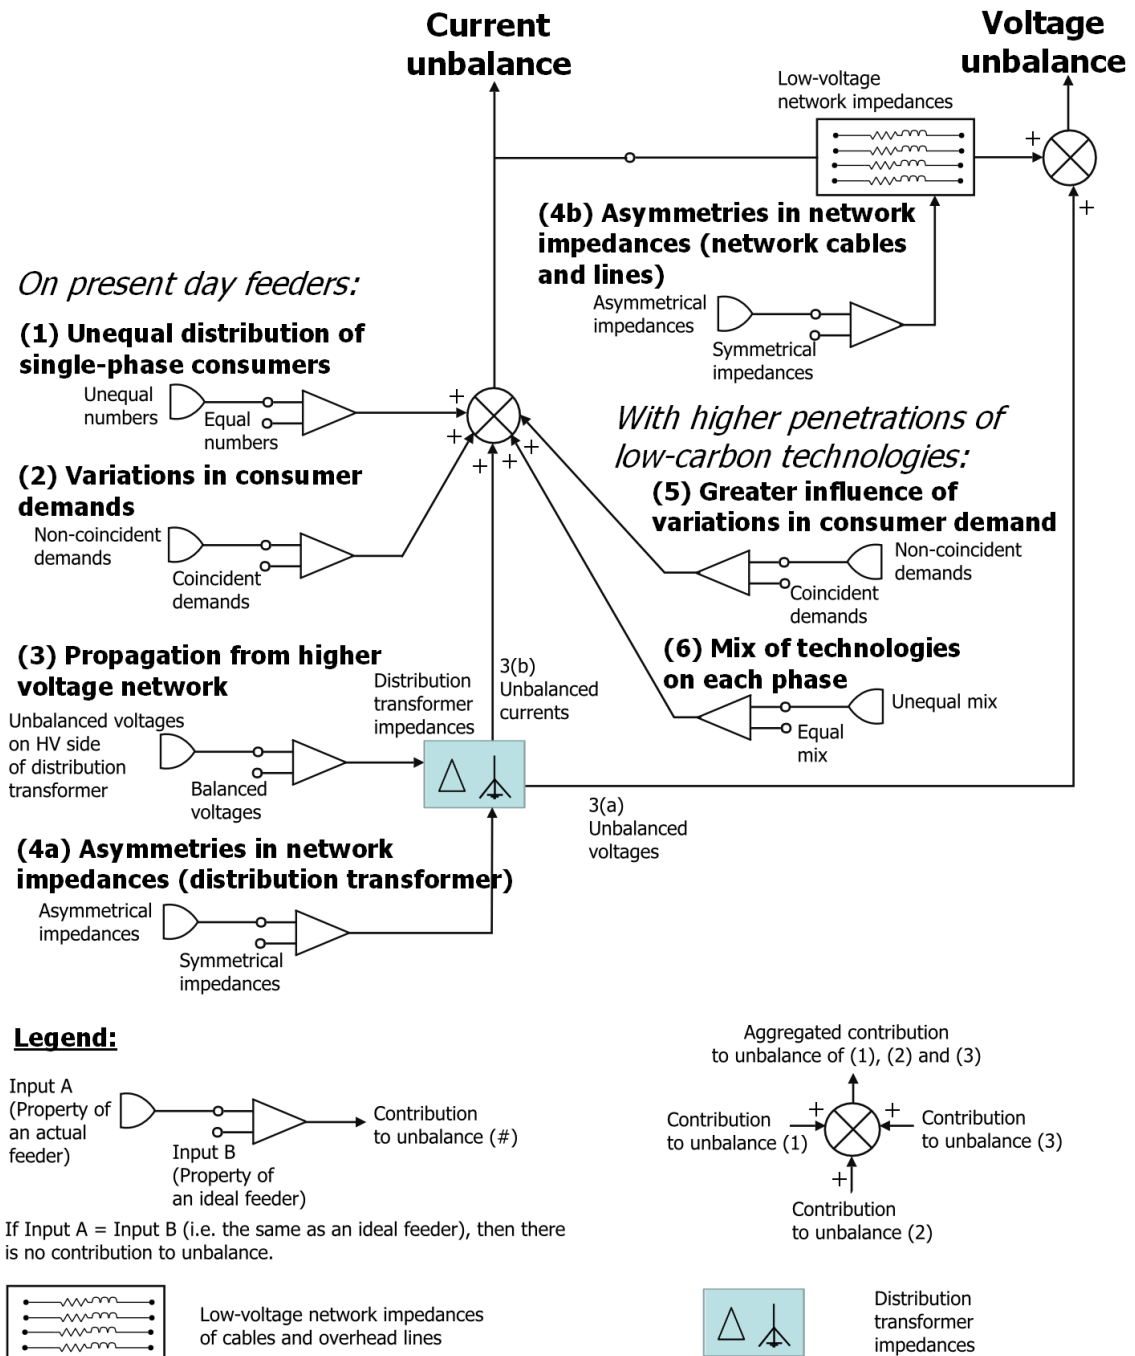 Current
unbalance
Voltage
unbalance
Low-voltage
network impedances
+
+
(4b) Asymmetries in network
impedances (network cables
and lines)
Asymmetrical
impedances
Symmetrical
impedances
On present day feeders:
(1) Unequal distribution of
single-phase consumers
Unequal
numbers
Equal
numbers
+
+
+
+
+
(2) Variations in consumer
demands
Non-coincident
demands
Coincident
demands
With higher penetrations of
low-carbon technologies:
(5) Greater influence of
variations in consumer demand
Non-coincident
demands
Coincident
demands
(3) Propagation from higher
voltage network
Unbalanced voltages
on HV side
of distribution
transformer
Balanced
voltages
Distribution
transformer
impedances
3(b)
Unbalanced
currents
(6) Mix of technologies
on each phase
Unequal mix
Equal
mix
3(a)
Unbalanced
voltages
(4a) Asymmetries in network
impedances (distribution transformer)
Asymmetrical
impedances
Symmetrical
impedances
Legend:
Input A
(Property of
an actual
feeder)
Input B
(Property of
an ideal feeder)
Contribution
to unbalance (#)
Aggregated contribution
to unbalance of (1), (2) and (3)
Contribution
to unbalance (1)
+
+
+
Contribution
to unbalance (3)
Contribution
to unbalance (2)
If Input A = Input B (i.e. the same as an ideal feeder), then there
is no contribution to unbalance.
Low-voltage network impedances
of cables and overhead lines
Distribution
transformer
impedances